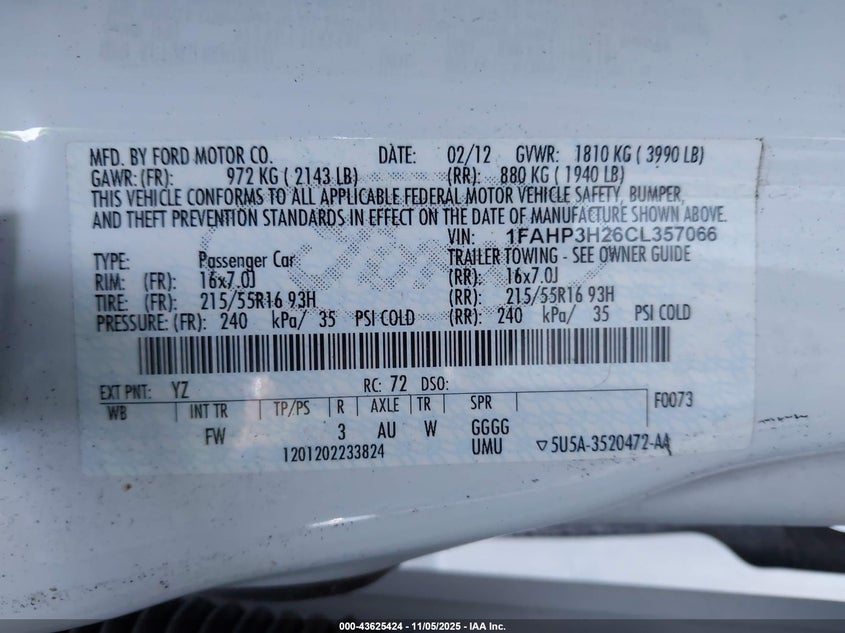 MFD. BY FORD MOTOR CO. DATE: 02/12 GVWR: 1810 KG ( 3990 LB)
GAWR: (FR): 972 KG ( 2143 LB) (RR): 880 KG ( 1940 LB)
THIS VEHICLE CONFORMS TO ALL APPLICABLE FEDERAL MOTOR VEHICLE SAFETY, BUMPER,
AND THEFT PREVENTION STANDARDS IN EFFECT ON THE DATE OF MANUFACTURE SHOWN ABOVE.
VIN: 1FAHP3H26CL357066
TYPE: Passenger Car TRAILER TOWING - SEE OWNER GUIDE
RIM: (FR): 16x7.0J (RR): 16x7.0J
TIRE: (FR): 215/55R16 93H (RR): 215/55R16 93H
PRESSURE: (FR): 240 kPa/ 35 PSI COLD (RR): 240 kPa/ 35 PSI COLD
EXT PNT: YZ RC: 72 DSO:
WB INT TR TP/PS R AXLE TR SPR F0073
FW 3 AU W GGGG
1201202233824 UMU ▽5U5A-3520472-AA
000-43625424 - 11/05/2025 - IAA Inc.